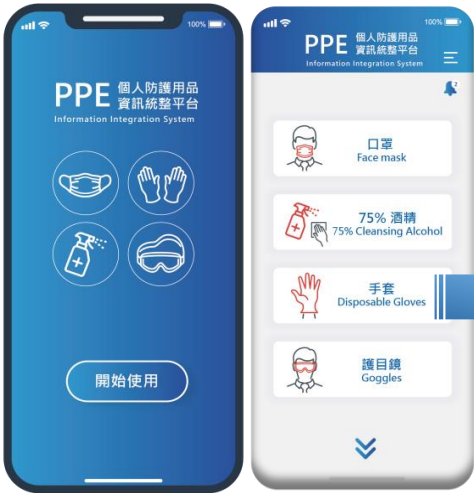 100%
PPE 個人防護用品
資訊統整平台
Information Integration System
開始使用
100%
PPE 個人防護用品
資訊統整平台
Information Integration System
2
口罩
Face mask
75% 酒精
75% Cleansing Alcohol
手套
Disposable Gloves
護目鏡
Goggles